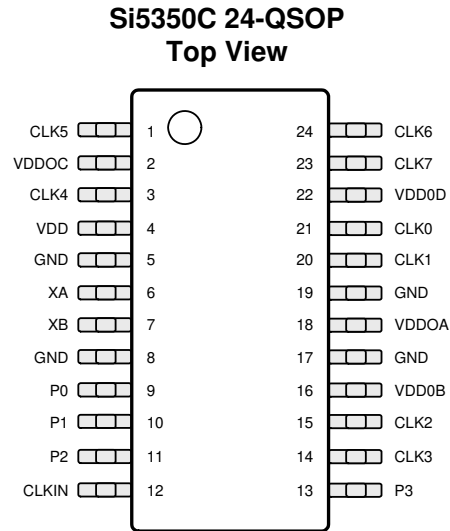 Si5350C 24-QSOP
Top View
CLK5 1 24 CLK6
VDDOC 2 23 CLK7
CLK4 3 22 VDD0D
VDD 4 21 CLK0
GND 5 20 CLK1
XA 6 19 GND
XB 7 18 VDDOA
GND 8 17 GND
P0 9 16 VDD0B
P1 10 15 CLK2
P2 11 14 CLK3
CLKIN 12 13 P3